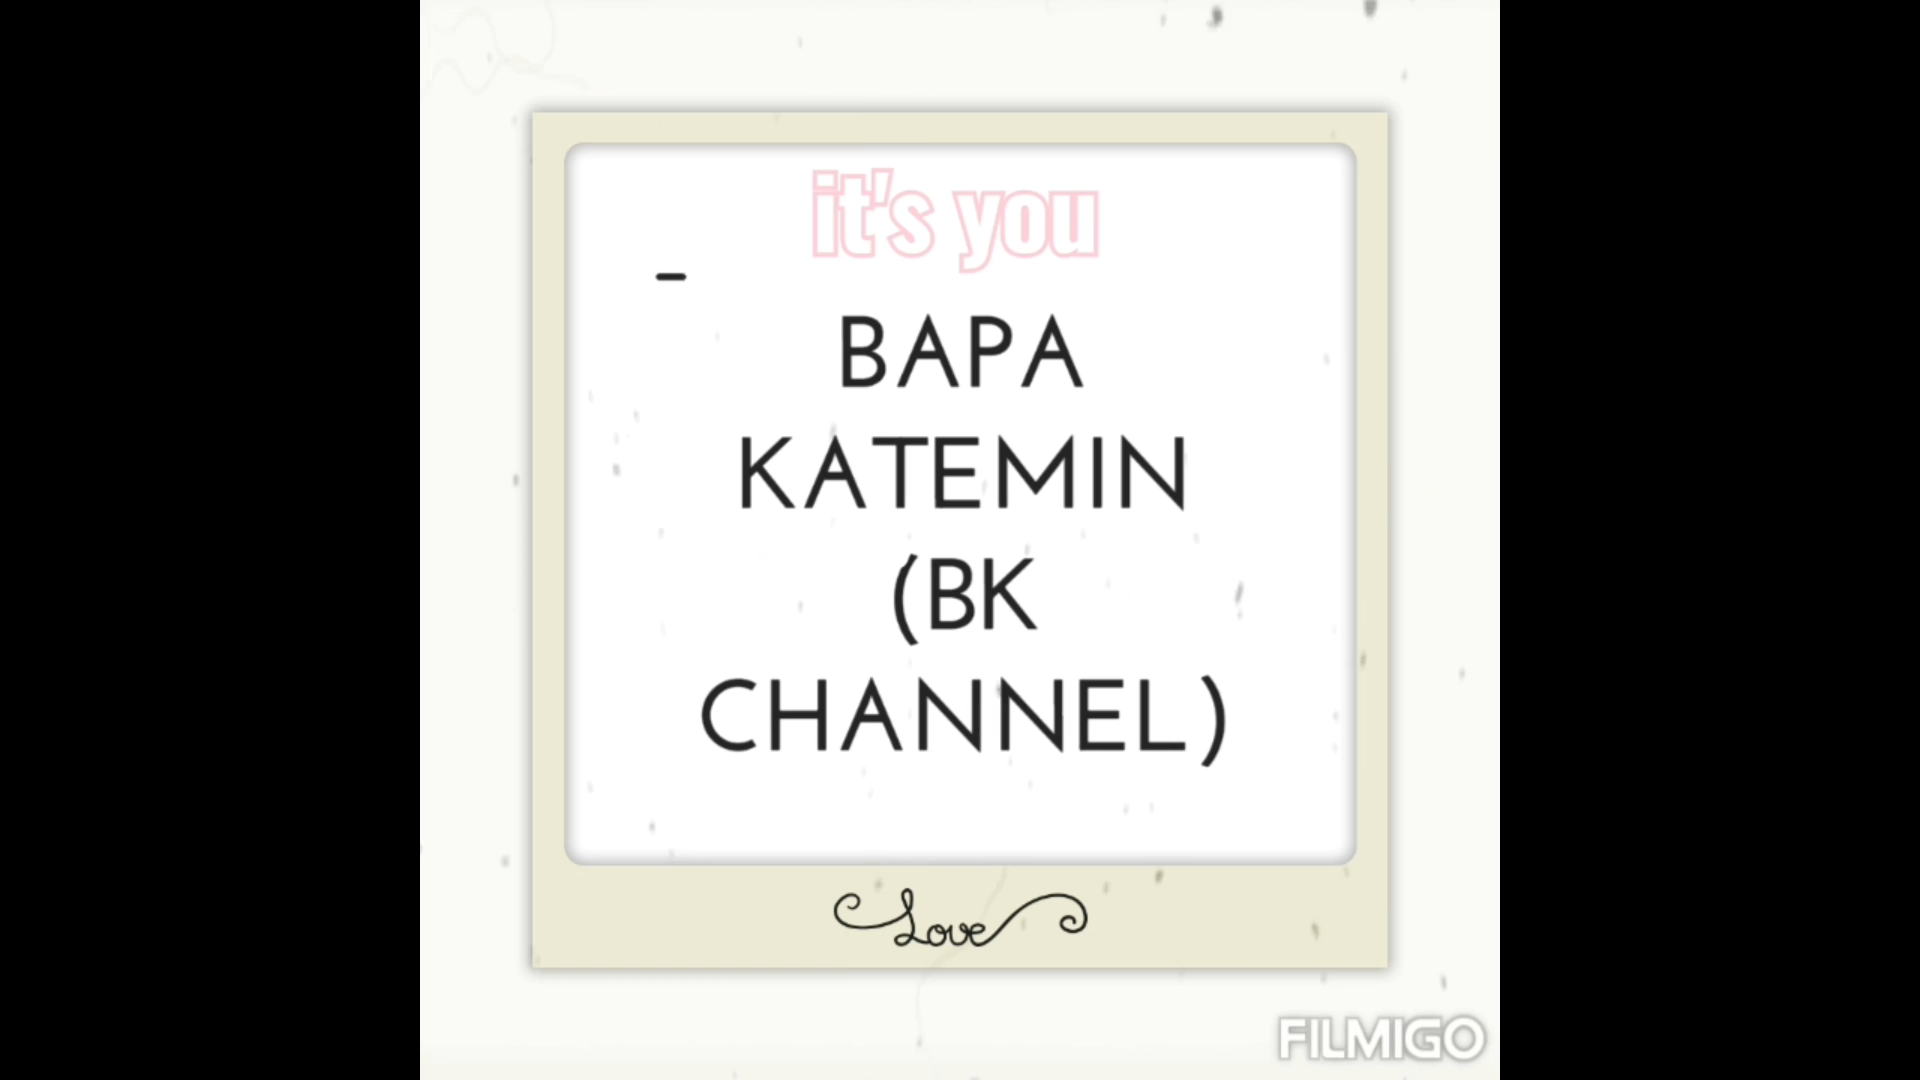 it's you
-
BAPA
KATEMIN
(BK
CHANNEL)
Love
FILMIGO